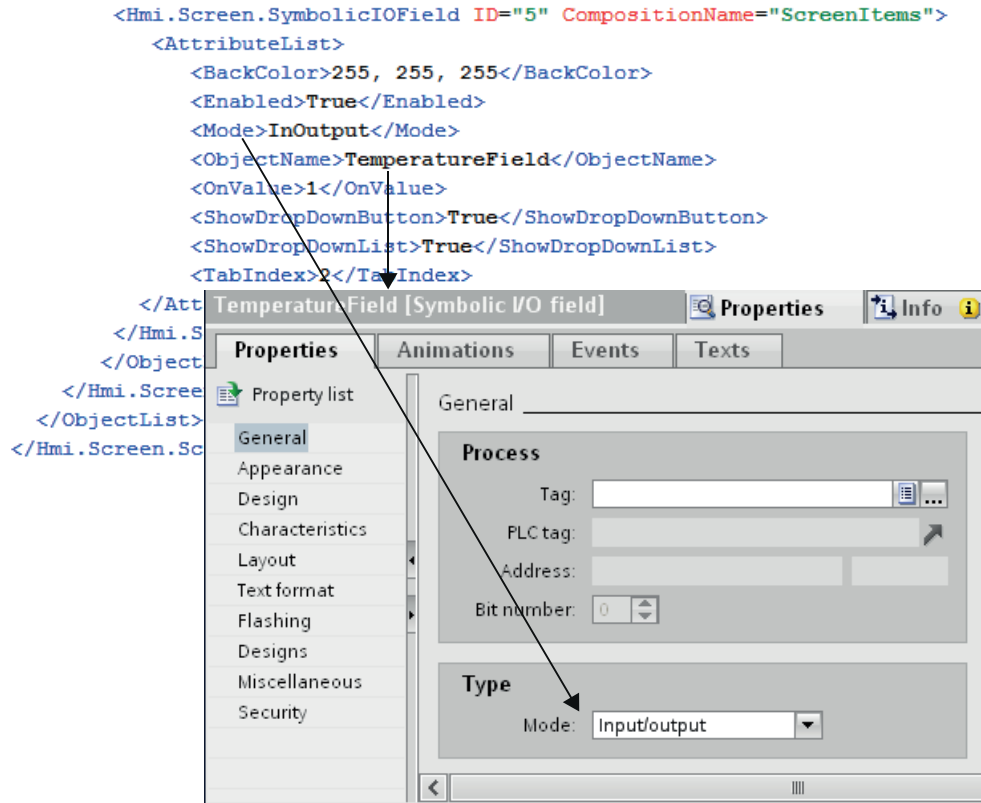 <Hmi.Screen.SymbolicIOField ID="5" CompositionName="ScreenItems">
<AttributeList>
<BackColor>255, 255, 255</BackColor>
<Enabled>True</Enabled>
<Mode>InOutput</Mode>
<ObjectName>TemperatureField</ObjectName>
<OnValue>1</OnValue>
<ShowDropDownButton>True</ShowDropDownButton>
<ShowDropDownList>True</ShowDropDownList>
<TabIndex>2</TabIndex>
</Att
</Hmi.S
</Object
</Hmi.Scree
</ObjectList>
</Hmi.Screen.Sc
TemperatureField [Symbolic I/O field] Properties Info
Properties Animations Events Texts
Property list
General
Appearance
Design
Characteristics
Layout
Text format
Flashing
Designs
Miscellaneous
Security
General
Process
Tag: ...
PLC tag:
Address:
Bit number: 0
Type
Mode: Input/output